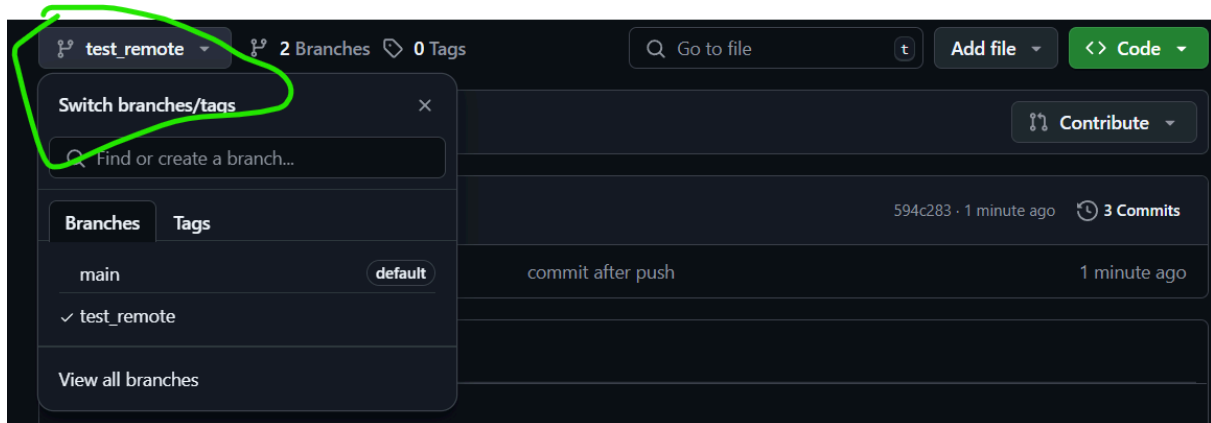 test_remote 2 Branches 0 Tags Go to file t Add file <> Code
Switch branches/tags ×
Contribute
Find or create a branch...
Branches Tags
594c283 · 1 minute ago 3 Commits
main default
commit after push 1 minute ago
test_remote
View all branches